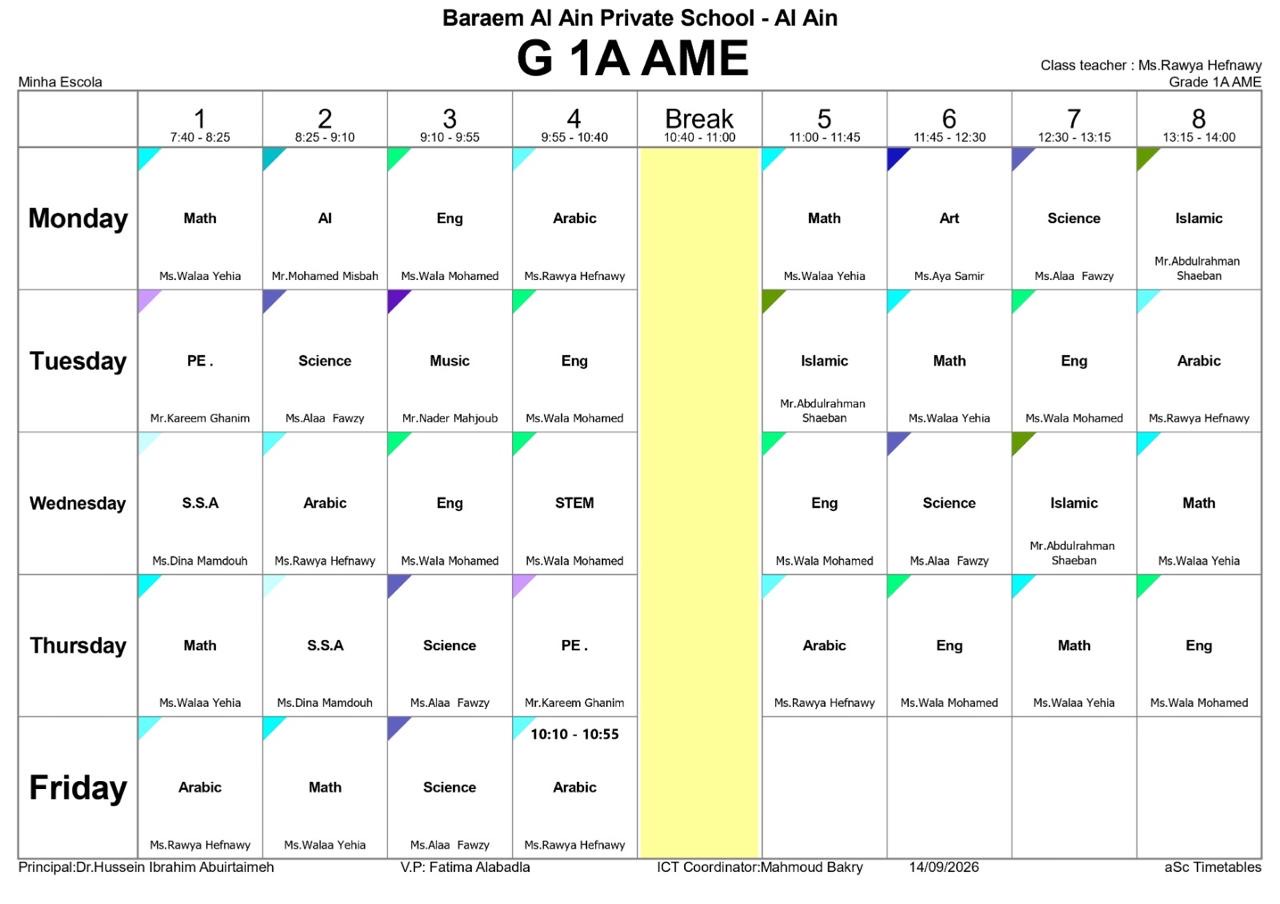 Baraem Al Ain Private School - Al Ain
G 1A AME
Minha Escola
Class teacher : Ms.Rawya Hefnawy
Grade 1A AME
1 2 3 4 Break 5 6 7 8
7:40 - 8:25 8:25 - 9:10 9:10 - 9:55 9:55 - 10:40 10:40 - 11:00 11:00 - 11:45 11:45 - 12:30 12:30 - 13:15 13:15 - 14:00
Monday Math AI Eng Arabic Math Art Science Islamic
Ms.Walaa Yehia Mr.Mohamed Misbah Ms.Wala Mohamed Ms.Rawya Hefnawy Ms.Walaa Yehia Ms.Aya Samir Ms.Alaa Fawzy Mr.Abdulrahman
Shaeban
Tuesday PE . Science Music Eng Islamic Math Eng Arabic
Mr.Kareem Ghanim Ms.Alaa Fawzy Mr.Nader Mahjoub Ms.Wala Mohamed Mr.Abdulrahman
Shaeban Ms.Walaa Yehia Ms.Wala Mohamed Ms.Rawya Hefnawy
Wednesday S.S.A Arabic Eng STEM Eng Science Islamic Math
Ms.Dina Mamdouh Ms.Rawya Hefnawy Ms.Wala Mohamed Ms.Wala Mohamed Ms.Wala Mohamed Ms.Alaa Fawzy Mr.Abdulrahman
Shaeban Ms.Walaa Yehia
Thursday Math S.S.A Science PE . Arabic Eng Math Eng
Ms.Walaa Yehia Ms.Dina Mamdouh Ms.Alaa Fawzy Mr.Kareem Ghanim Ms.Rawya Hefnawy Ms.Wala Mohamed Ms.Walaa Yehia Ms.Wala Mohamed
10:10 - 10:55
Friday Arabic Math Science Arabic
Ms.Rawya Hefnawy Ms.Walaa Yehia Ms.Alaa Fawzy Ms.Rawya Hefnawy
Principal:Dr.Hussein Ibrahim Abuirtaimeh V.P: Fatima Alabadla ICT Coordinator:Mahmoud Bakry 14/09/2026 aSc Timetables